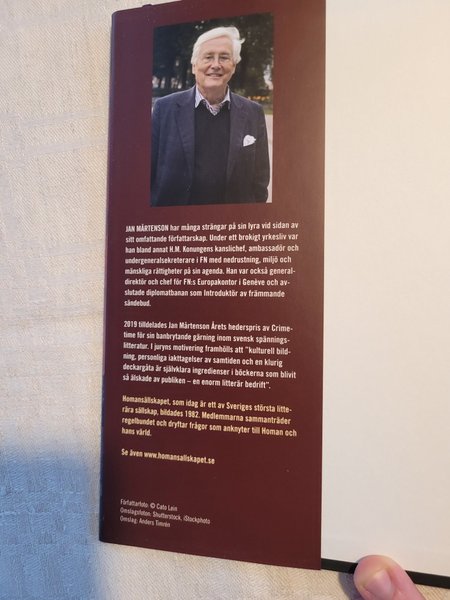 JAN MÅRTENSON har många strängar på sin lyra vid sidan av
sitt omfattande författarskap. Under ett brokigt yrkesliv var
han bland annat H.M. Konungens kanslichef, ambassadör och
undergeneralsekreterare i FN med nedrustning, miljö och
mänskliga rättigheter på sin agenda. Han var också general-
direktör och chef för FN:s Europakontor i Genève och av-
slutade diplomatbanan som Introduktör av främmande
sändebud.
2019 tilldelades Jan Mårtenson Årets hederspris av Crime-
time för sin banbrytande gärning inom svensk spännings-
litteratur. I juryns motivering framhölls att "kulturell bild-
ning, personliga iakttagelser av samtiden och en klurig
deckargåta är självklara ingredienser i böckerna som blivit
så älskade av publiken – en enorm litterär bedrift".
Homansällskapet, som idag är ett av Sveriges största litte-
rära sällskap, bildades 1982. Medlemmarna sammanträder
regelbundet och dryftar frågor som anknyter till Homan och
hans värld.
Se även www.homansallskapet.se
Författarfoto: © Cato Lein
Omslagsfoton: Shutterstock, iStockphoto
Omslag: Anders Timrén